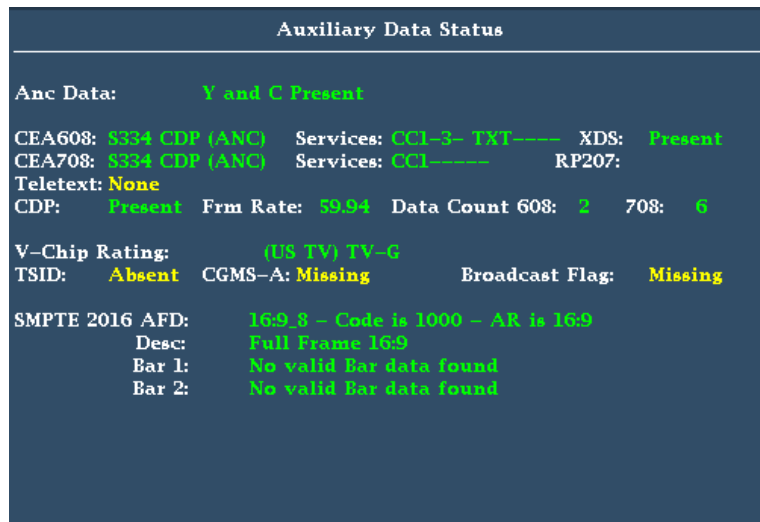 Auxiliary Data Status
Anc Data: Y and C Present
CEA608: S334 CDP (ANC) Services: CC1-3- TXT---- XDS: Present
CEA708: S334 CDP (ANC) Services: CC1----- RP207:
Teletext: None
CDP: Present Frm Rate: 59.94 Data Count 608: 2 708: 6
V-Chip Rating: (US TV) TV-G
TSID: Absent CGMS-A: Missing Broadcast Flag: Missing
SMPTE 2016 AFD: 16:9_8 - Code is 1000 - AR is 16:9
Desc: Full Frame 16:9
Bar 1: No valid Bar data found
Bar 2: No valid Bar data found